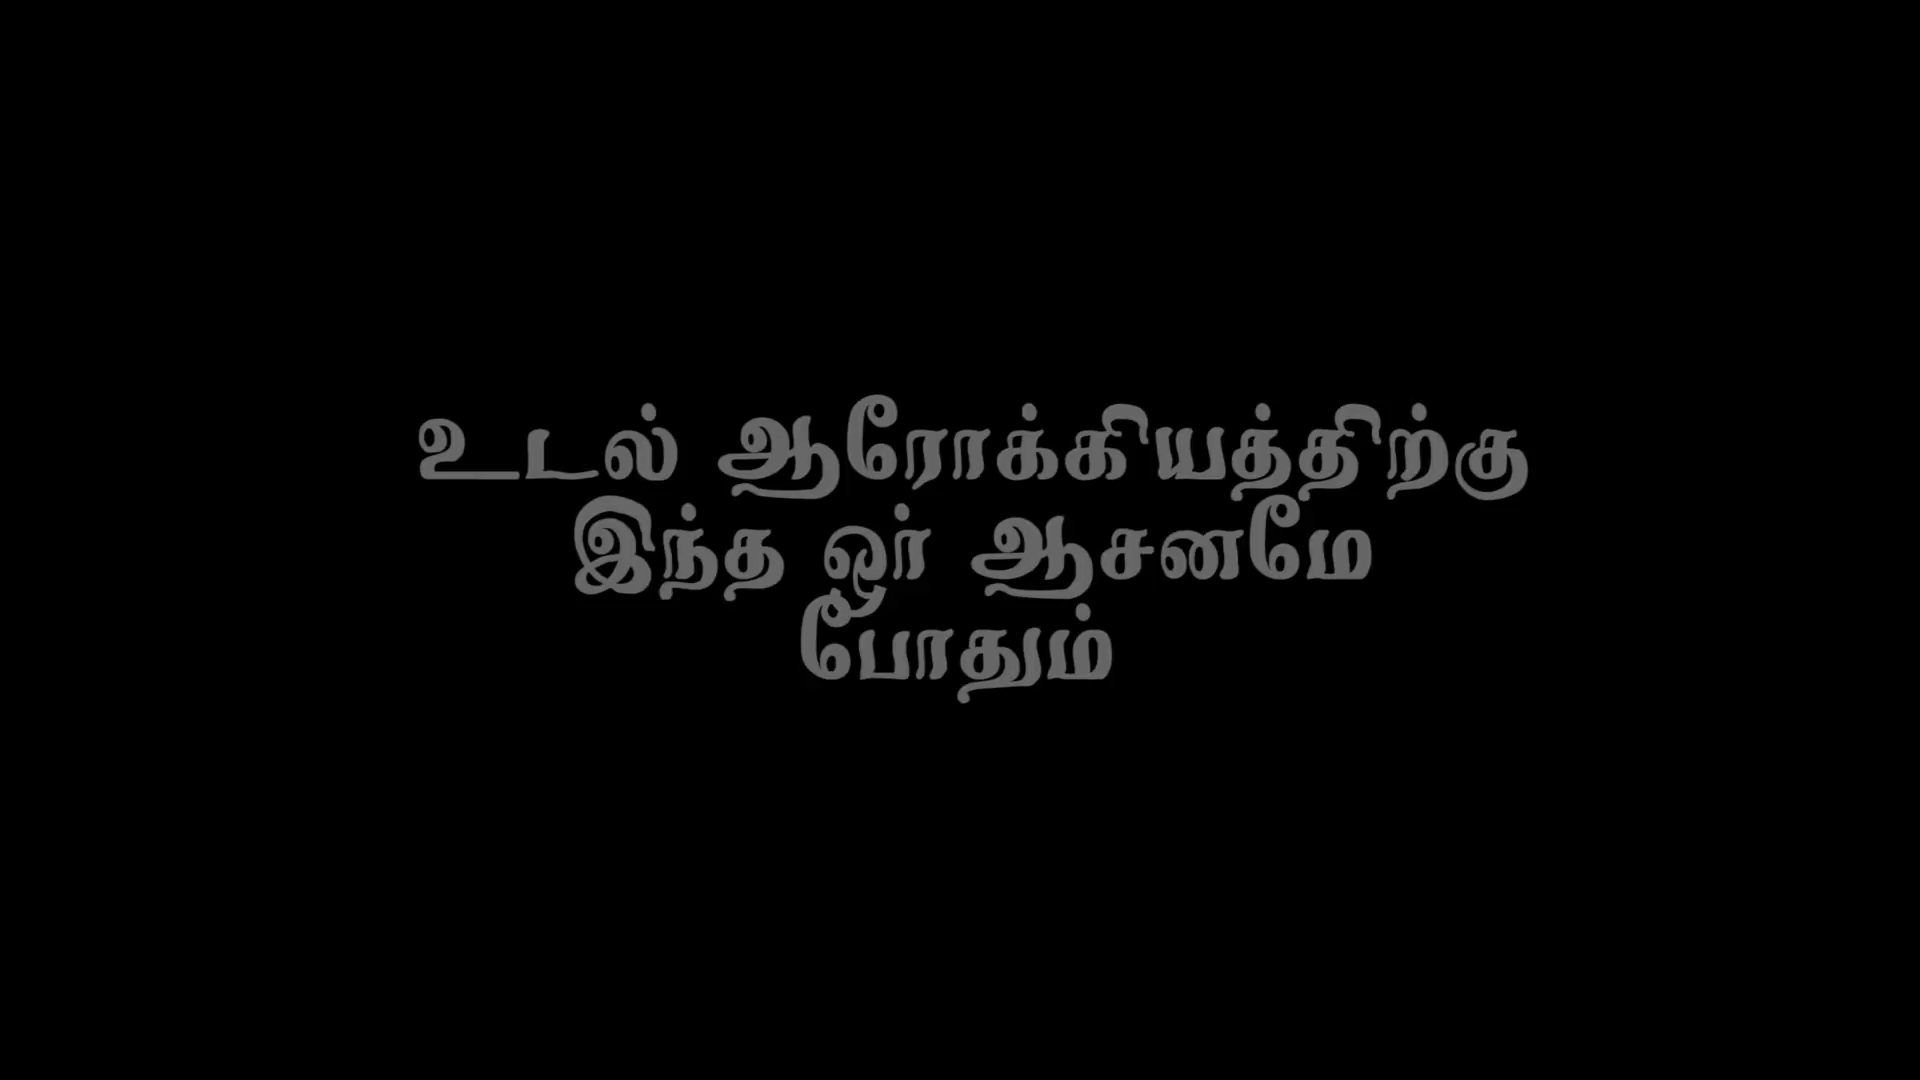 உடல் ஆரோக்கியத்திற்கு
இந்த ஓர் ஆசனமே
போதும்